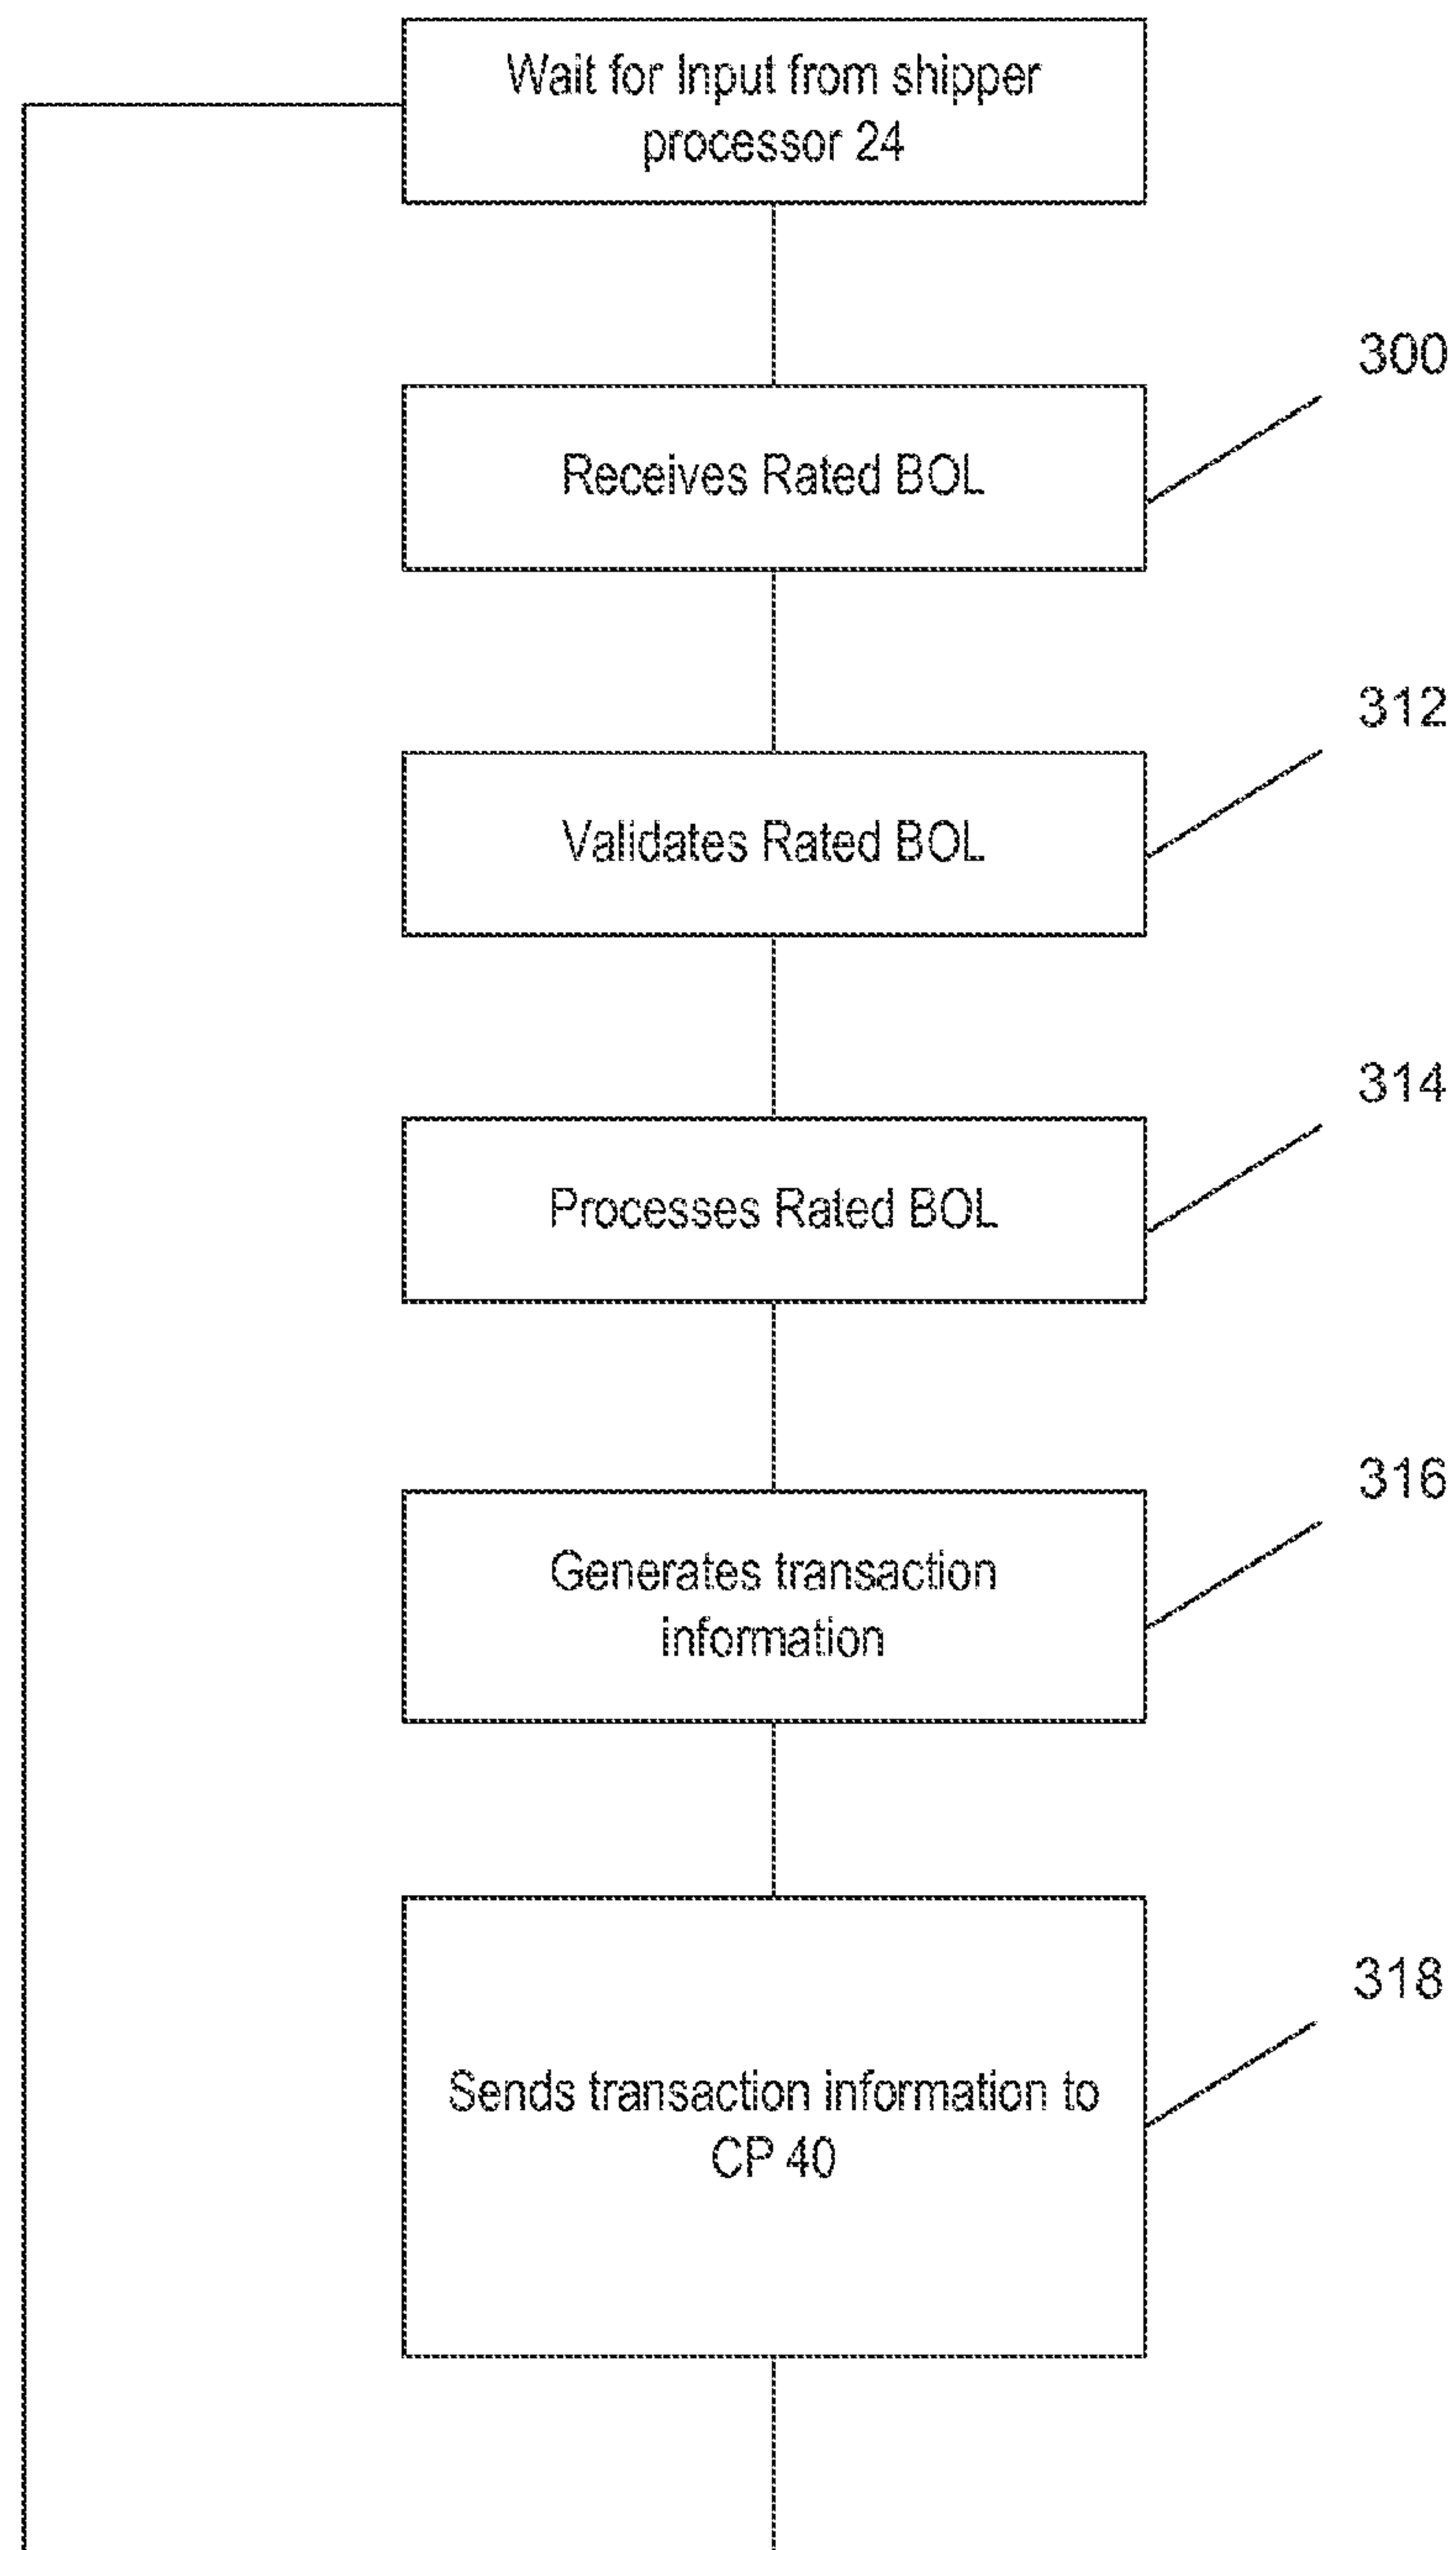 Wait for Input from shipper
processor 24
300
Receives Rated BOL
312
Validates Rated BOL
314
Processes Rated BOL
316
Generates transaction
information
318
Sends transaction information to
CP 40